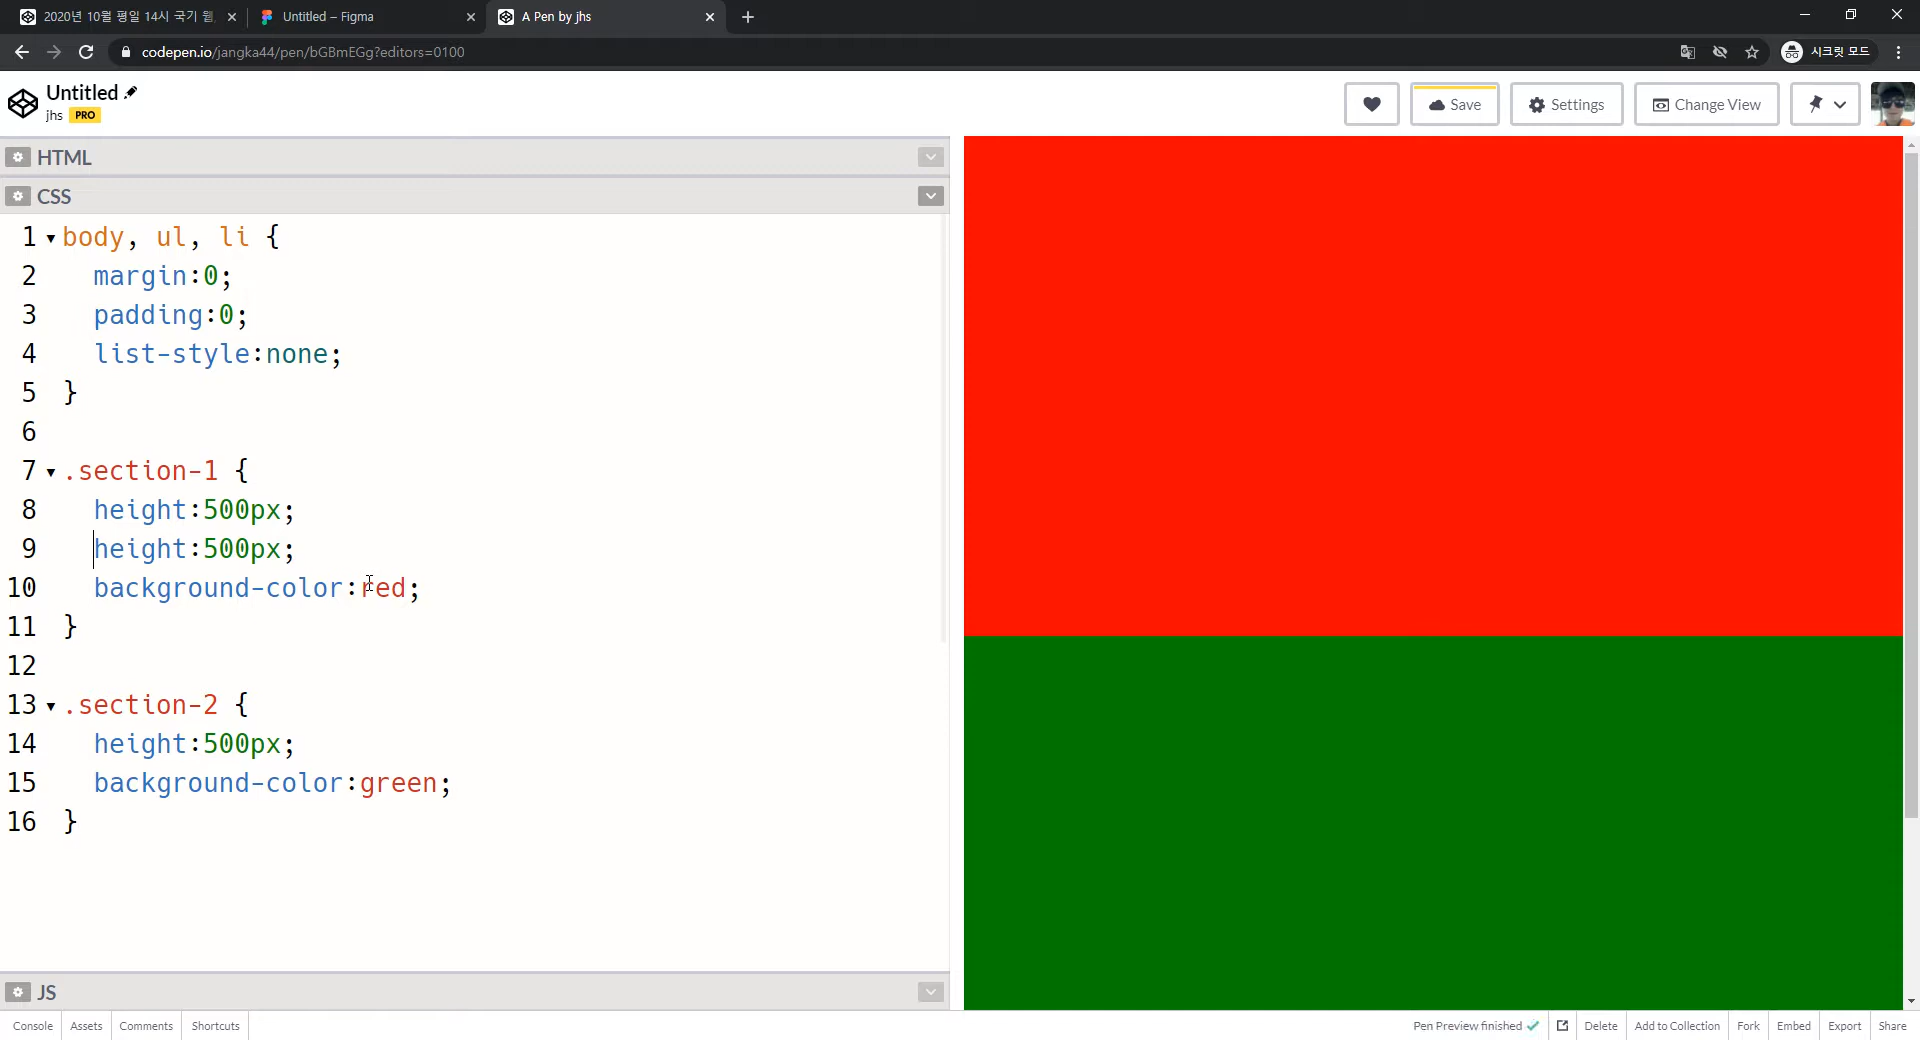 2020년 10월 평일 14시 국기 웹
Untitled – Figma
A Pen by jhs
codepen.io/jangka44/pen/bGBmEGg?editors=0100
시크릿 모드
Untitled
jhs PRO
Save
Settings
Change View
HTML
CSS
1 body, ul, li {
2 margin:0;
3 padding:0;
4 list-style:none;
5 }
6
7 .section-1 {
8 height:500px;
9 height:500px;
10 background-color:red;
11 }
12
13 .section-2 {
14 height:500px;
15 background-color:green;
16 }
JS
Console Assets Comments Shortcuts
Pen Preview finished Delete Add to Collection Fork Embed Export Share